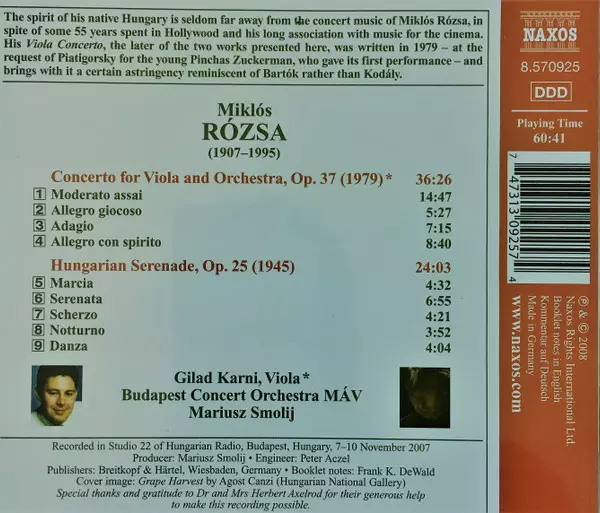 The spirit of his native Hungary is seldom far away from the concert music of Miklós Rózsa, in
spite of some 55 years spent in Hollywood and his long association with music for the cinema.
His Viola Concerto, the later of the two works presented here, was written in 1979 – at the
request of Piatigorsky for the young Pinchas Zuckerman, who gave its first performance – and
brings with it a certain astringency reminiscent of Bartók rather than Kodály.
Miklós
RÓZSA
(1907–1995)
Concerto for Viola and Orchestra, Op. 37 (1979) * 36:26
1 Moderato assai 14:47
2 Allegro giocoso 5:27
3 Adagio 7:15
4 Allegro con spirito 8:40
Hungarian Serenade, Op. 25 (1945) 24:03
5 Marcia 4:32
6 Serenata 6:55
7 Scherzo 4:21
8 Notturno 3:52
9 Danza 4:04
Gilad Karni, Viola *
Budapest Concert Orchestra MÁV
Mariusz Smolij
Recorded in Studio 22 of Hungarian Radio, Budapest, Hungary, 7–10 November 2007
Producer: Mariusz Smolij • Engineer: Peter Aczel
Publishers: Breitkopf & Härtel, Wiesbaden, Germany • Booklet notes: Frank K. DeWald
Cover image: Grape Harvest by Agost Canzi (Hungarian National Gallery)
Special thanks and gratitude to Dr and Mrs Herbert Axelrod for their generous help
to make this recording possible.
NAXOS
8.570925
DDD
Playing Time
60:41
7 47313 09257 4
www.naxos.com
℗ & © 2008
Naxos Rights International Ltd.
Booklet notes in English
Kommentar auf Deutsch
Made in Germany